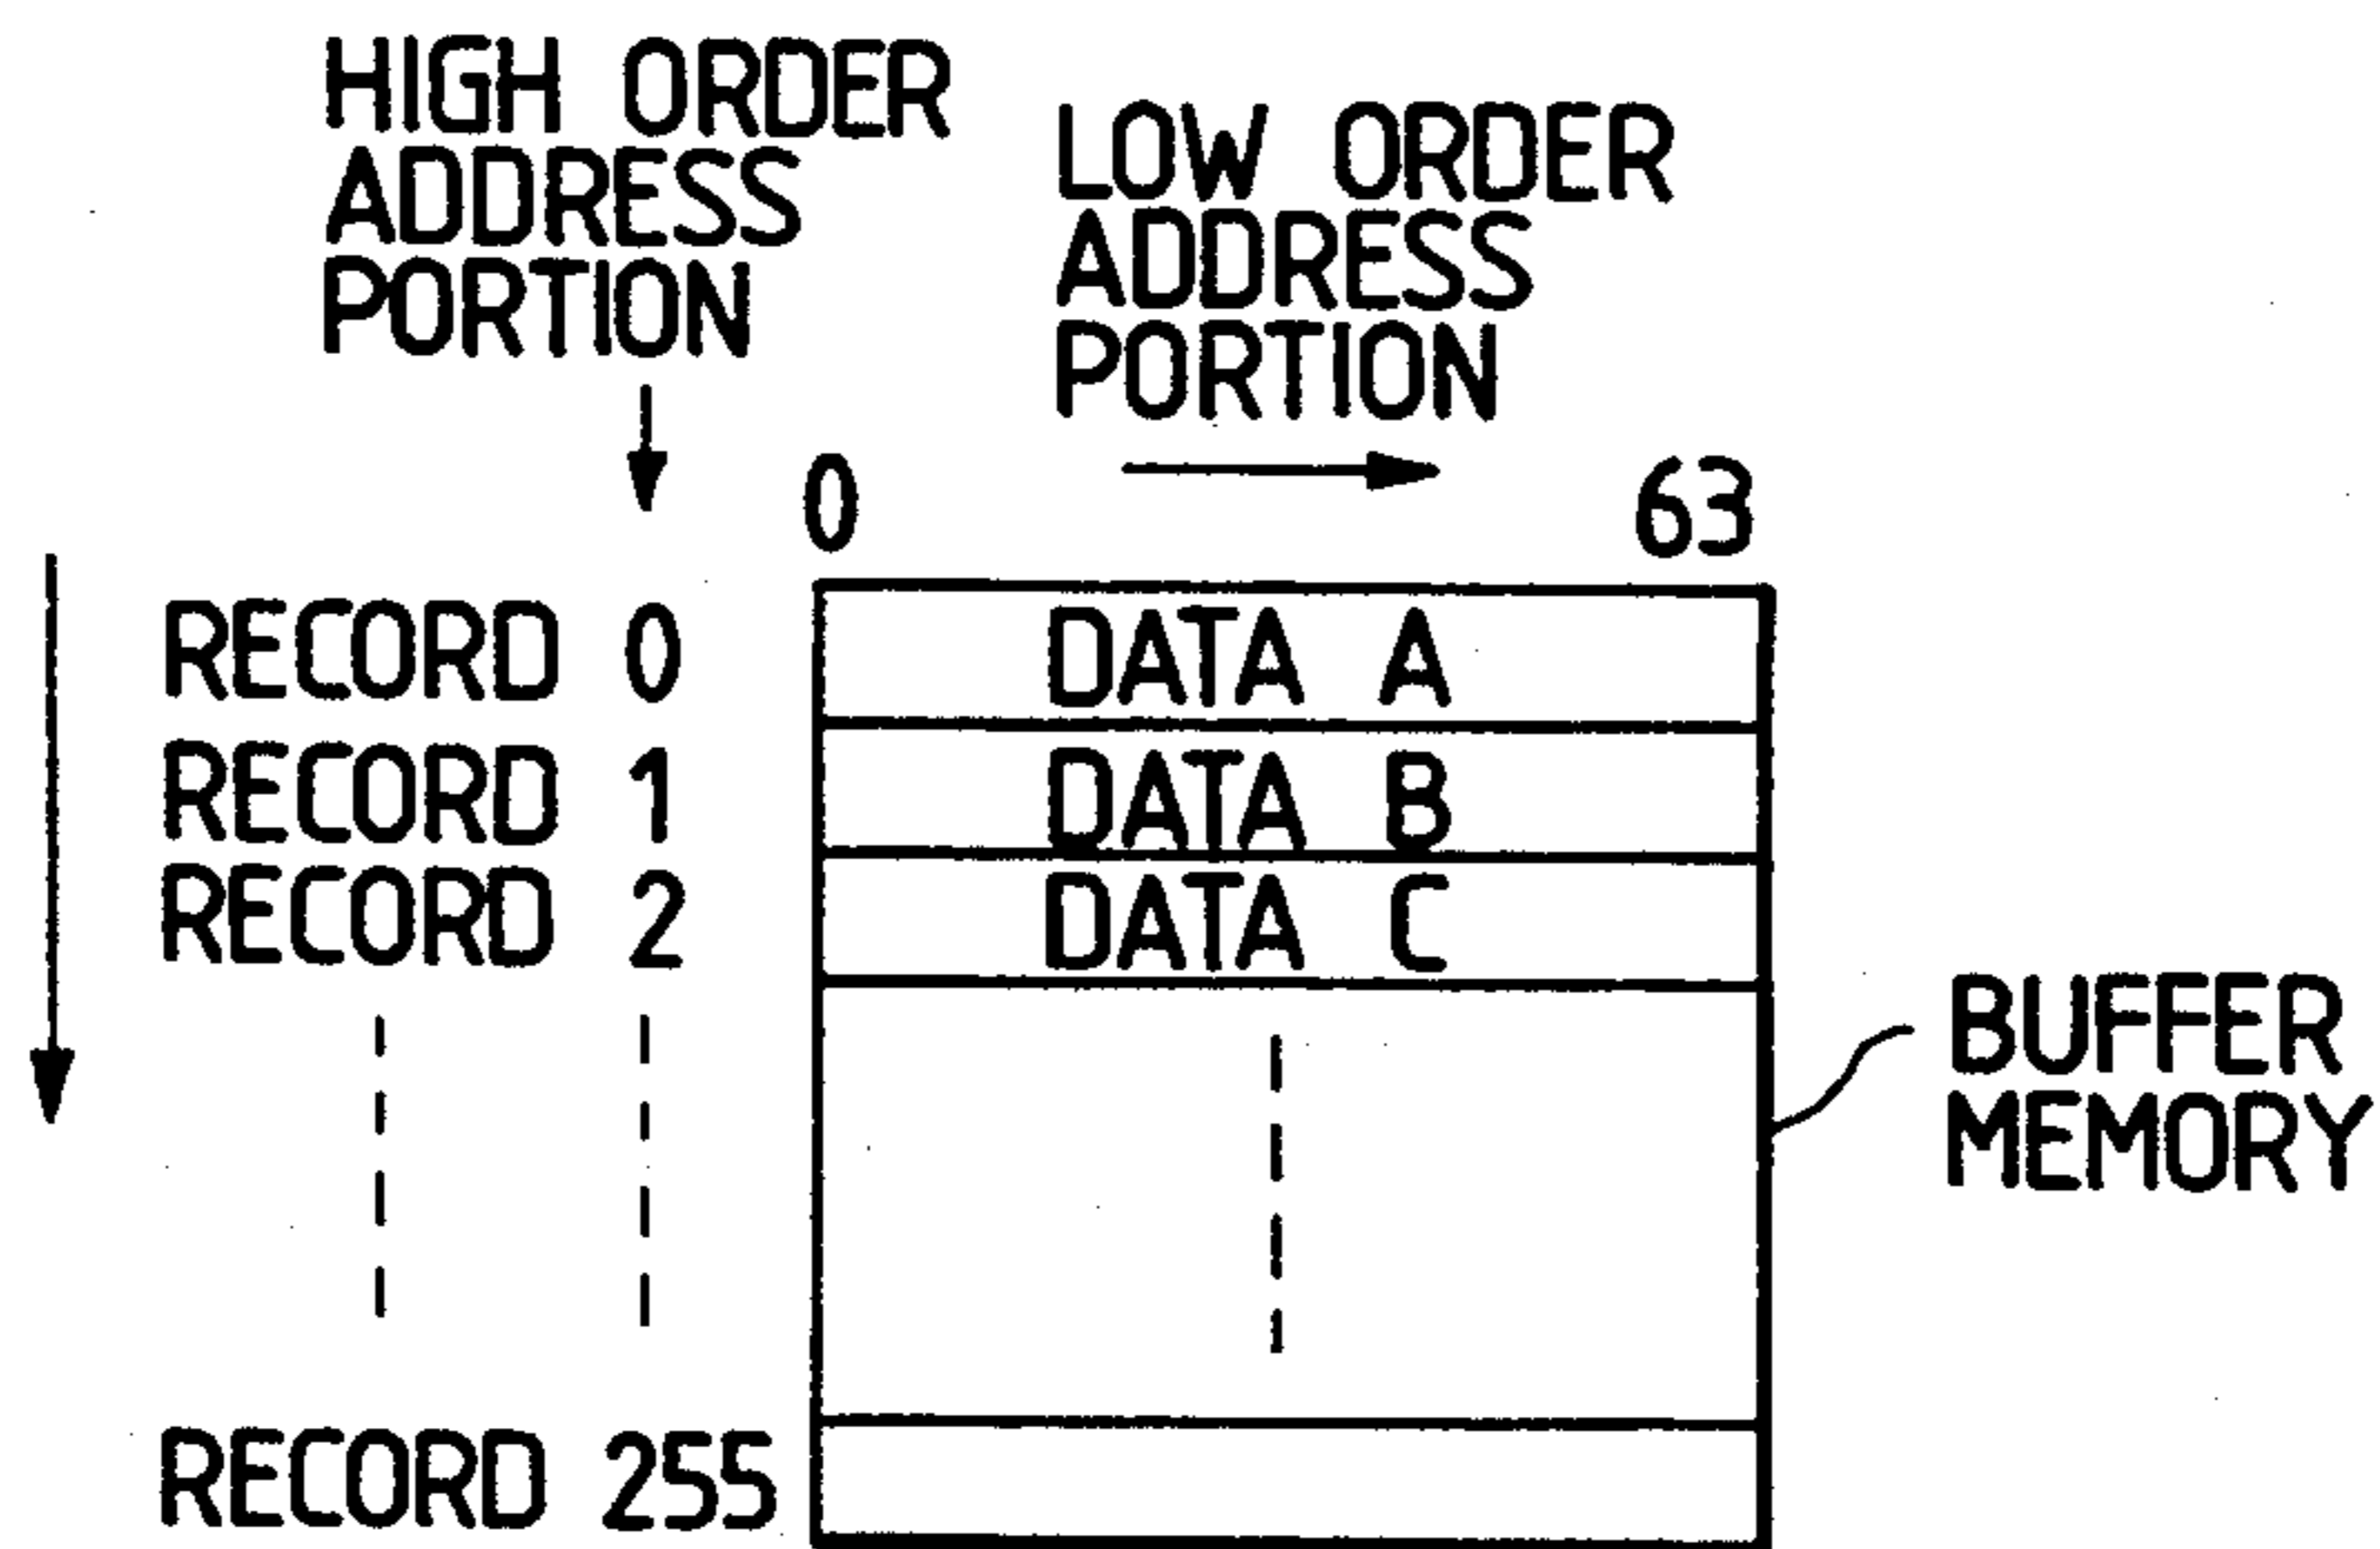 HIGH ORDER
ADDRESS
PORTION
LOW ORDER
ADDRESS
PORTION
0 63
RECORD 0 DATA A
RECORD 1 DATA B
RECORD 2 DATA C
BUFFER
MEMORY
RECORD 255